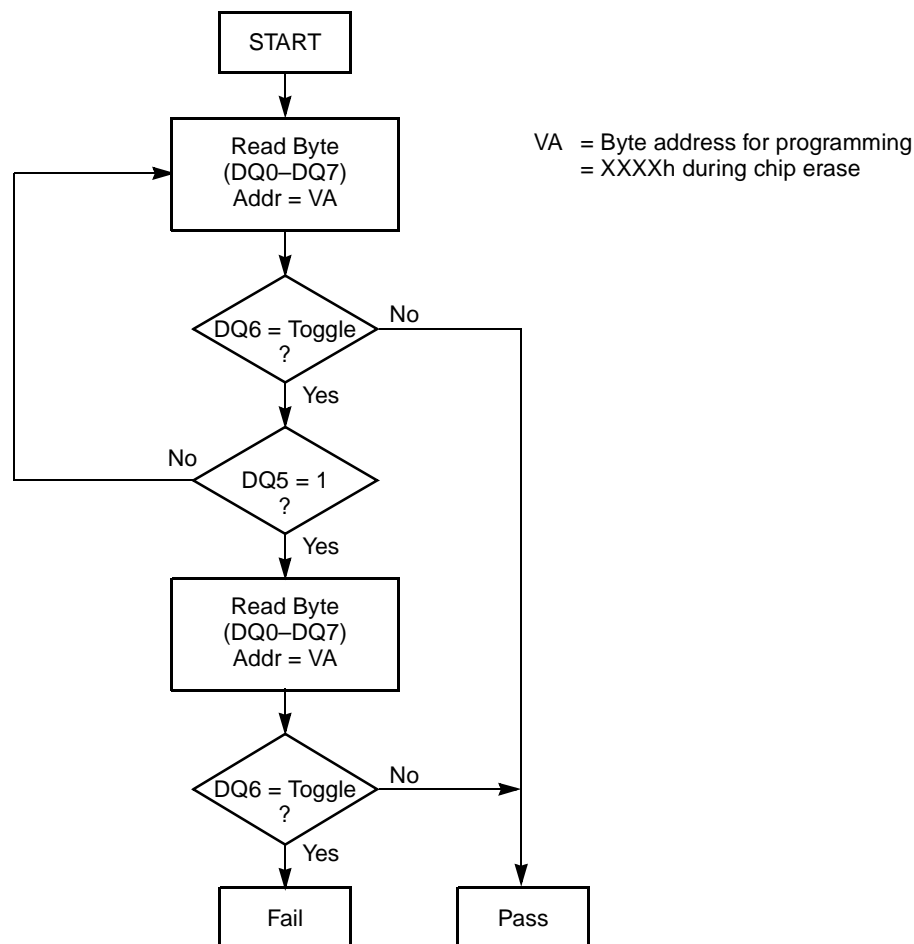 START
Read Byte
(DQ0–DQ7)
Addr = VA
VA = Byte address for programming
= XXXXh during chip erase
DQ6 = Toggle
?
No
Yes
No
DQ5 = 1
?
Yes
Read Byte
(DQ0–DQ7)
Addr = VA
DQ6 = Toggle
?
No
Yes
Fail
Pass